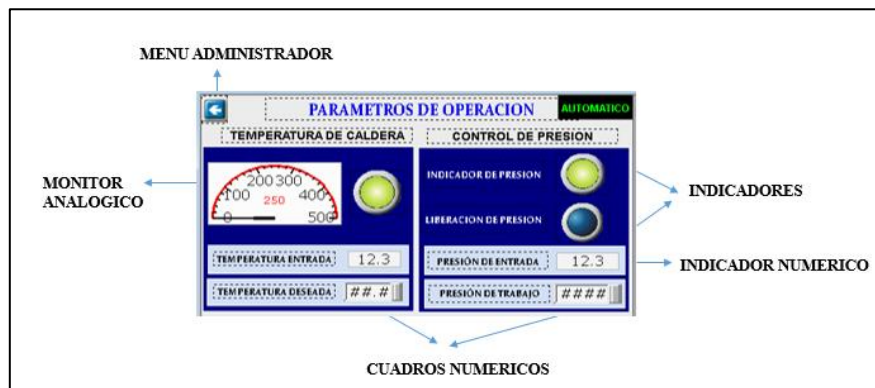 MENU ADMINISTRADOR
PARAMETROS DE OPERACION
AUTOMATICO
TEMPERATURA DE CALDERA
CONTROL DE PRESION
0
100
200
300
400
500
250
INDICADOR DE PRESION
LIBERACION DE PRESION
MONITOR
ANALOGICO
INDICADORES
TEMPERATURA ENTRADA 12.3
PRESIÓN DE ENTRADA 12.3
INDICADOR NUMERICO
TEMPERATURA DESEADA ##.#
PRESIÓN DE TRABAJO ####
CUADROS NUMERICOS